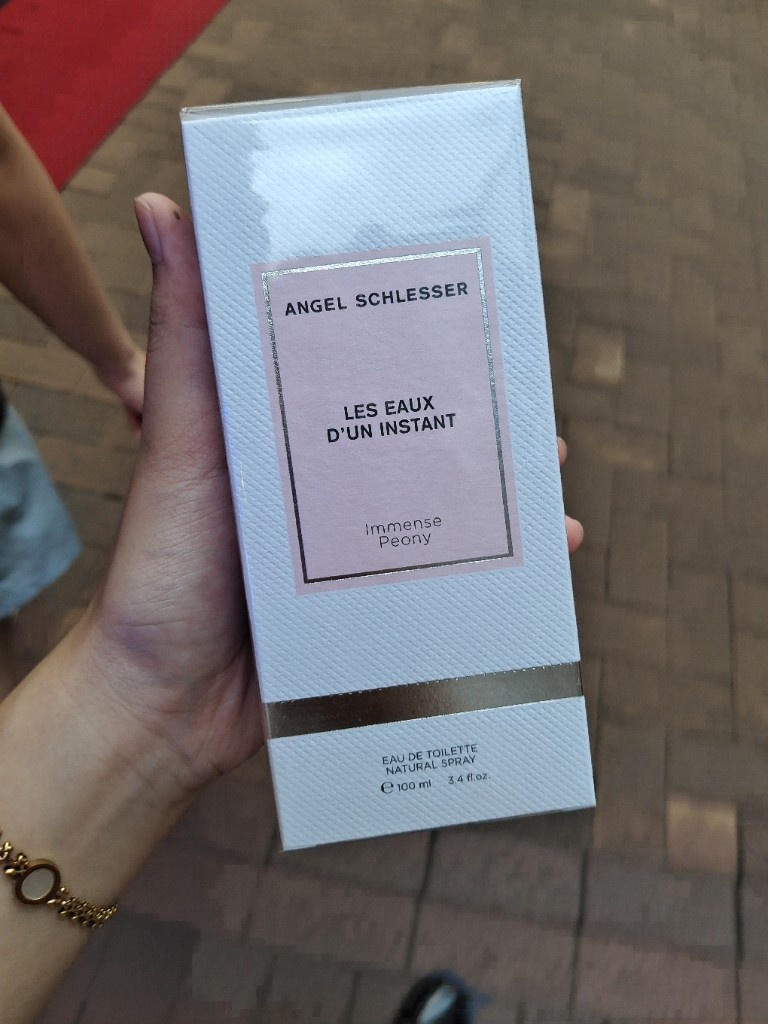 ANGEL SCHLESSER
LES EAUX
D'UN INSTANT
Immense
Peony
EAU DE TOILETTE
NATURAL SPRAY
℮ 100 ml 3.4 fl.oz.